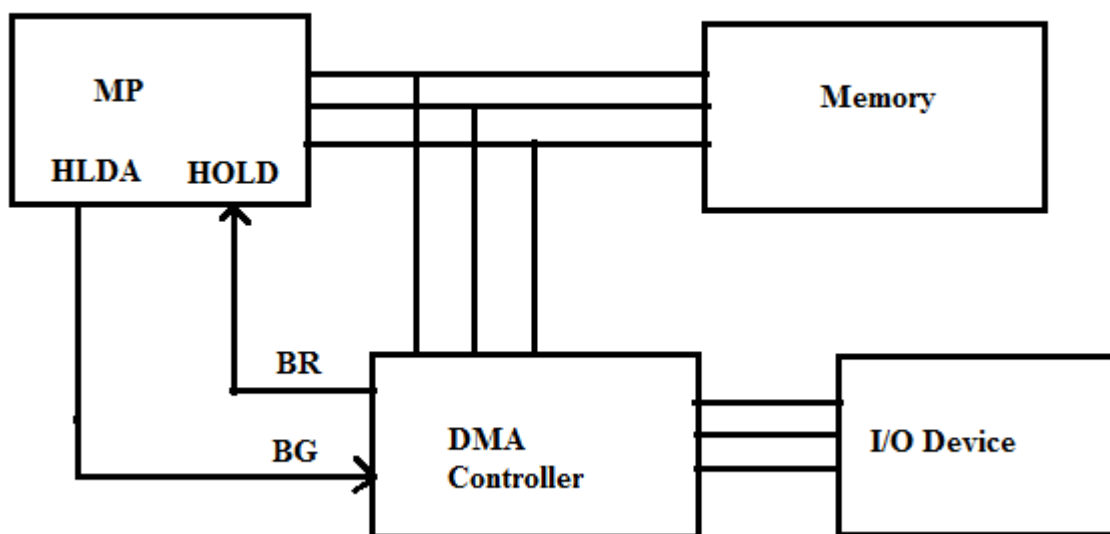 MP
Memory
HLDA HOLD
BR
BG
DMA
Controller
I/O Device